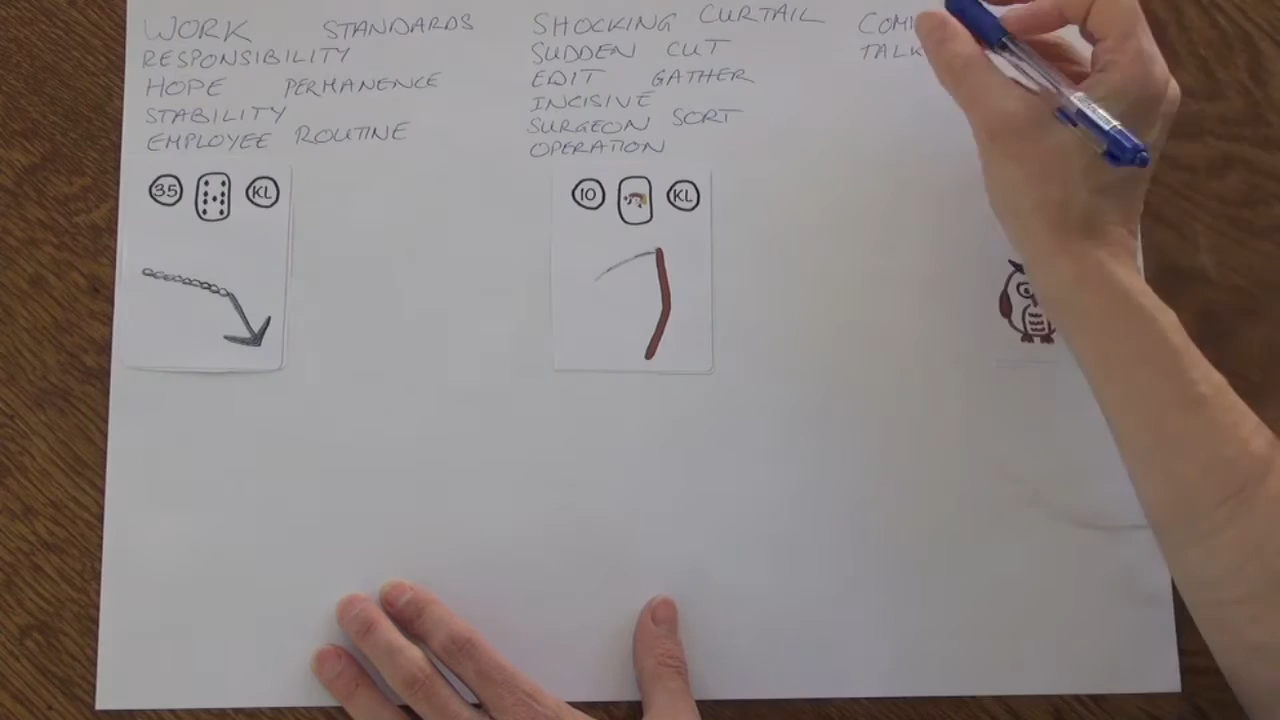 WORK STANDARDS
RESPONSIBILITY
HOPE PERMANENCE
STABILITY
EMPLOYEE ROUTINE
SHOCKING CURTAIL
SUDDEN CUT
EDIT GATHER
INCISIVE
SURGEON SORT
OPERATION
TALK
35 KL
10 KL